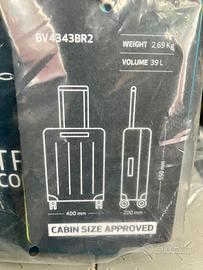 BV4343BR2
WEIGHT 2,69 Kg
VOLUME 39 L
550 mm
400 mm
200 mm
CABIN SIZE APPROVED